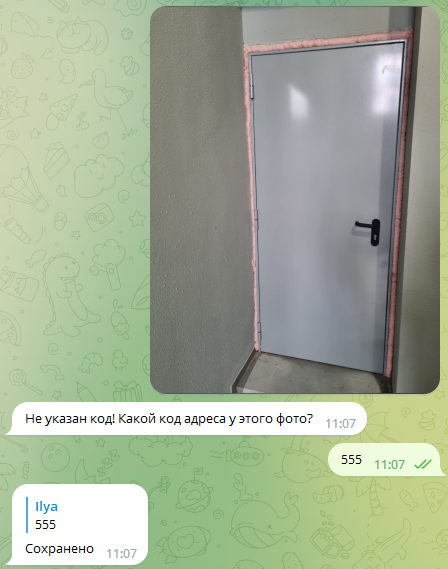 Не указан код! Какой код адреса у этого фото? 11:07
555 11:07
Ilya
555
Сохранено 11:07